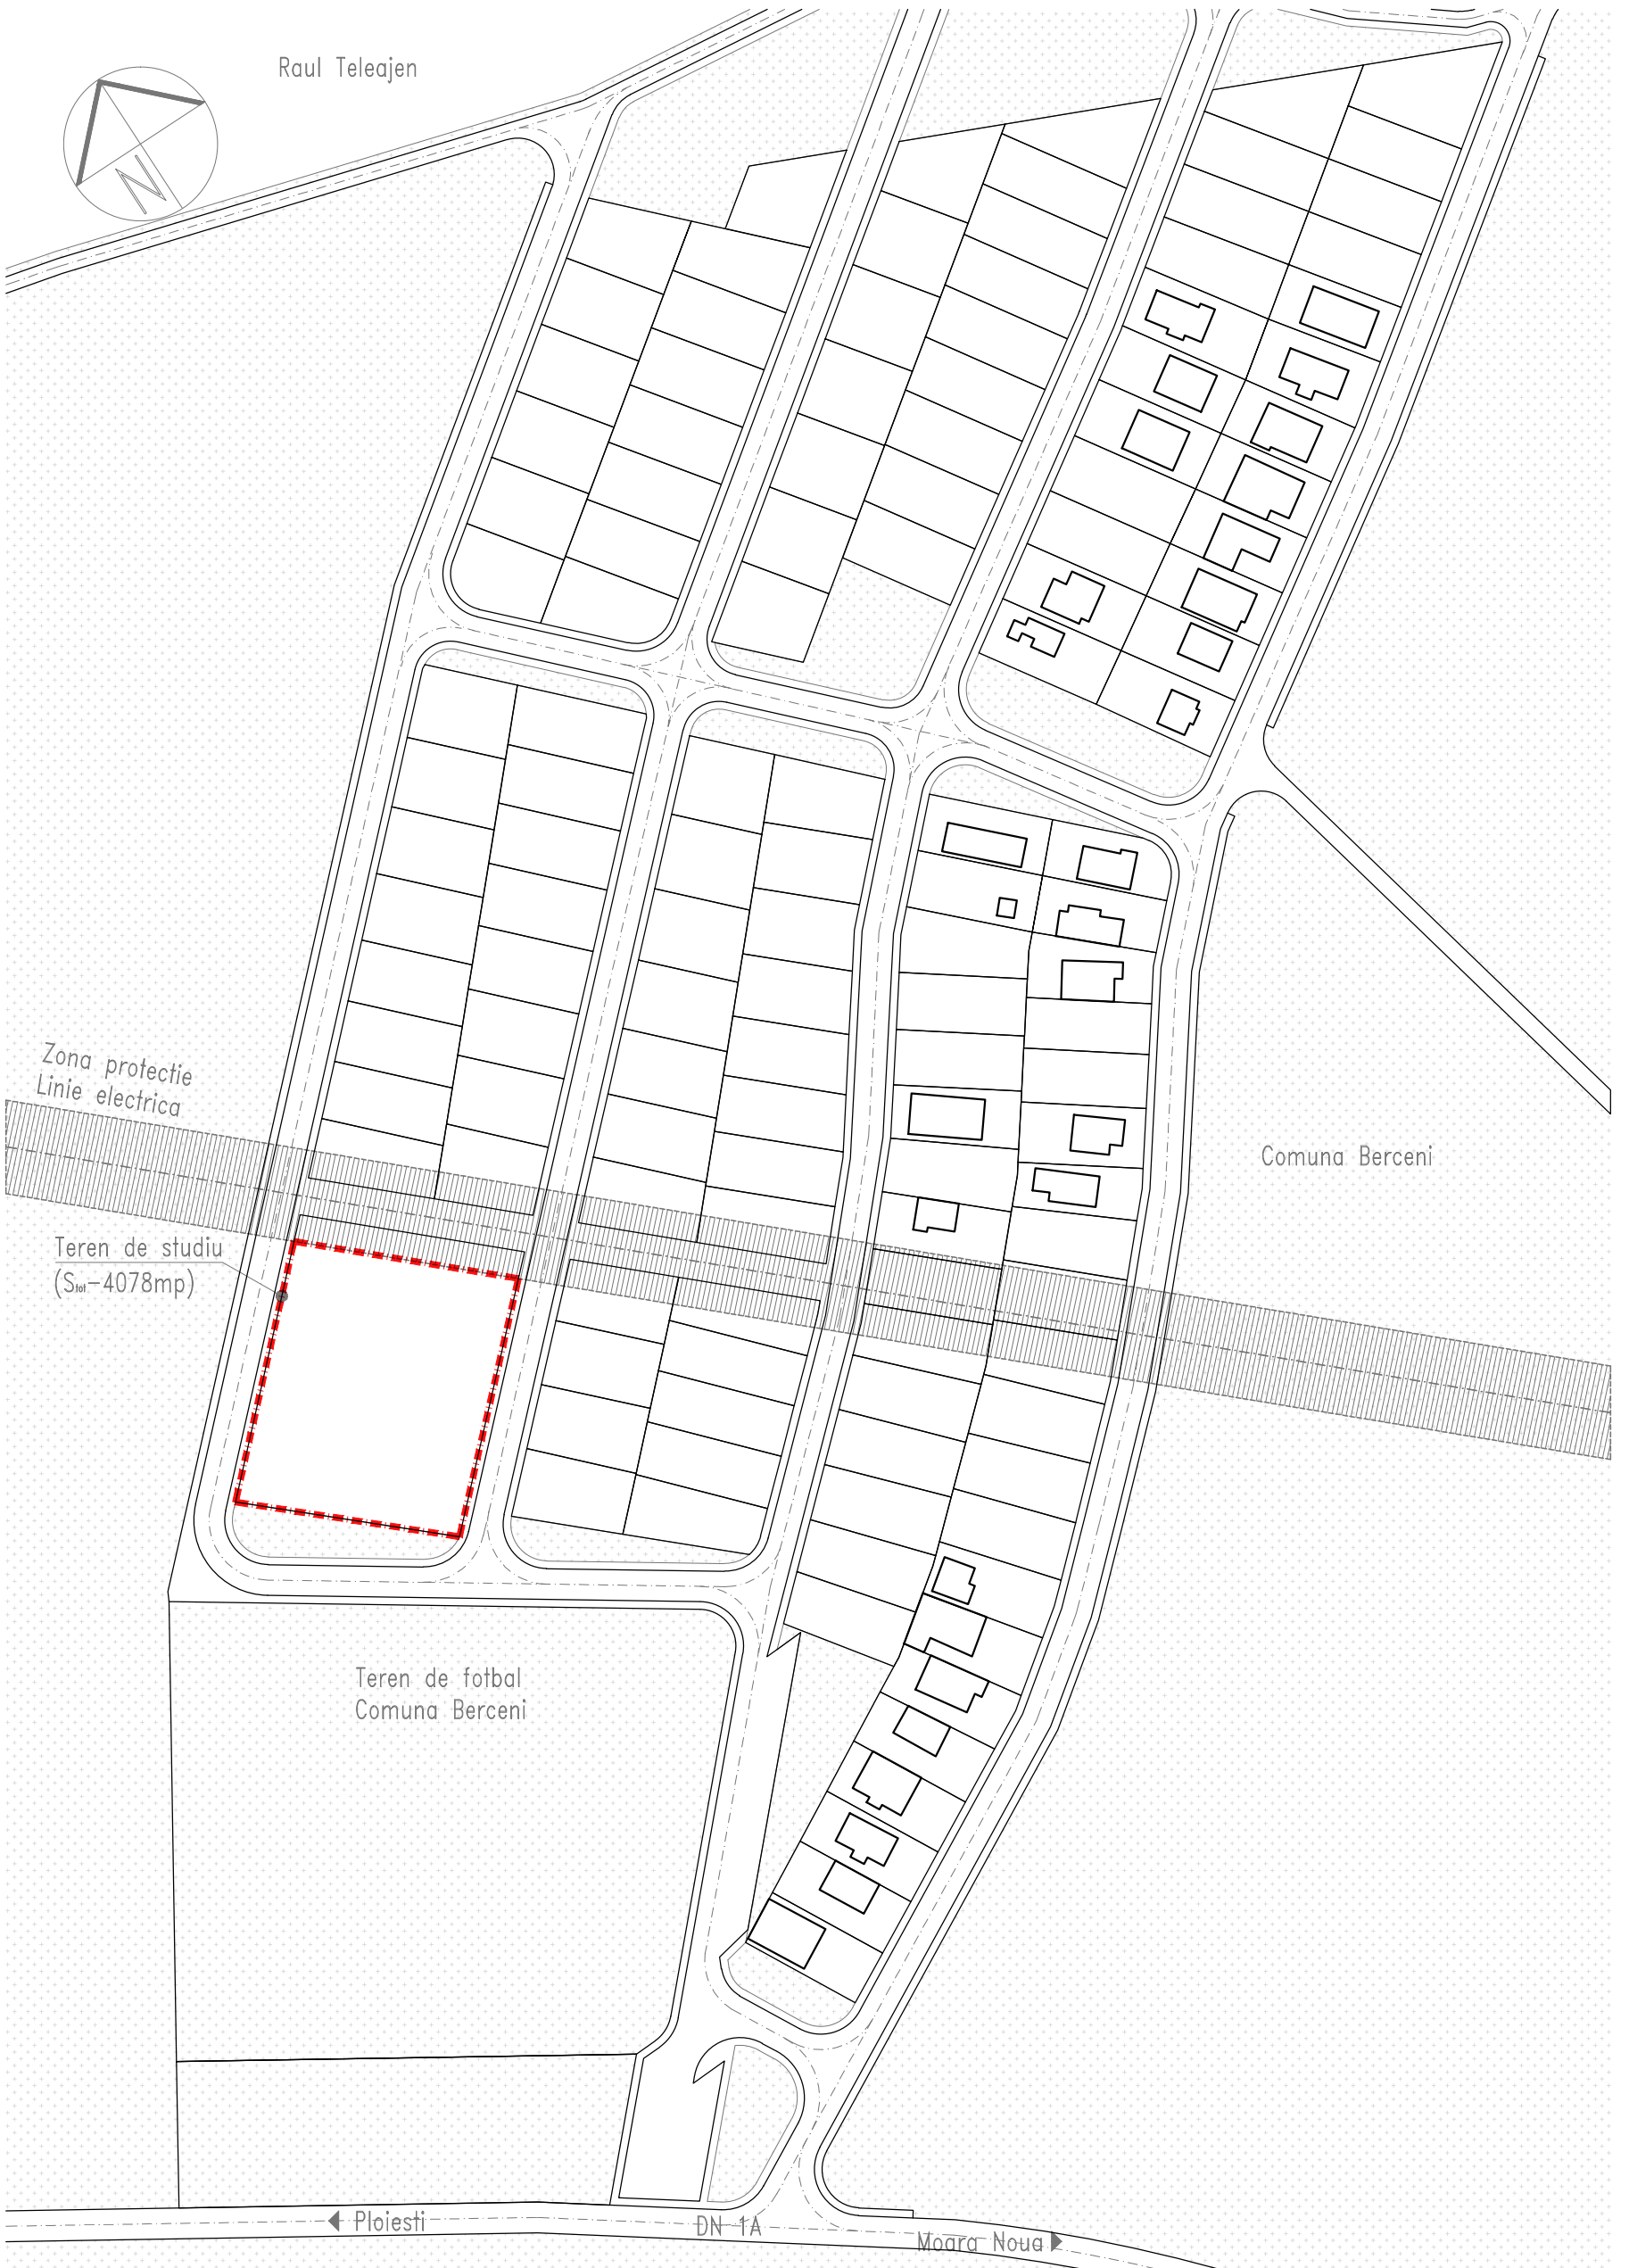 Raul Teleajen
N
Zona protectie
Linie electrica
Comuna Berceni
Teren de studiu
(Stot-4078mp)
Teren de fotbal
Comuna Berceni
Ploiesti
DN 1A
Moara Noua